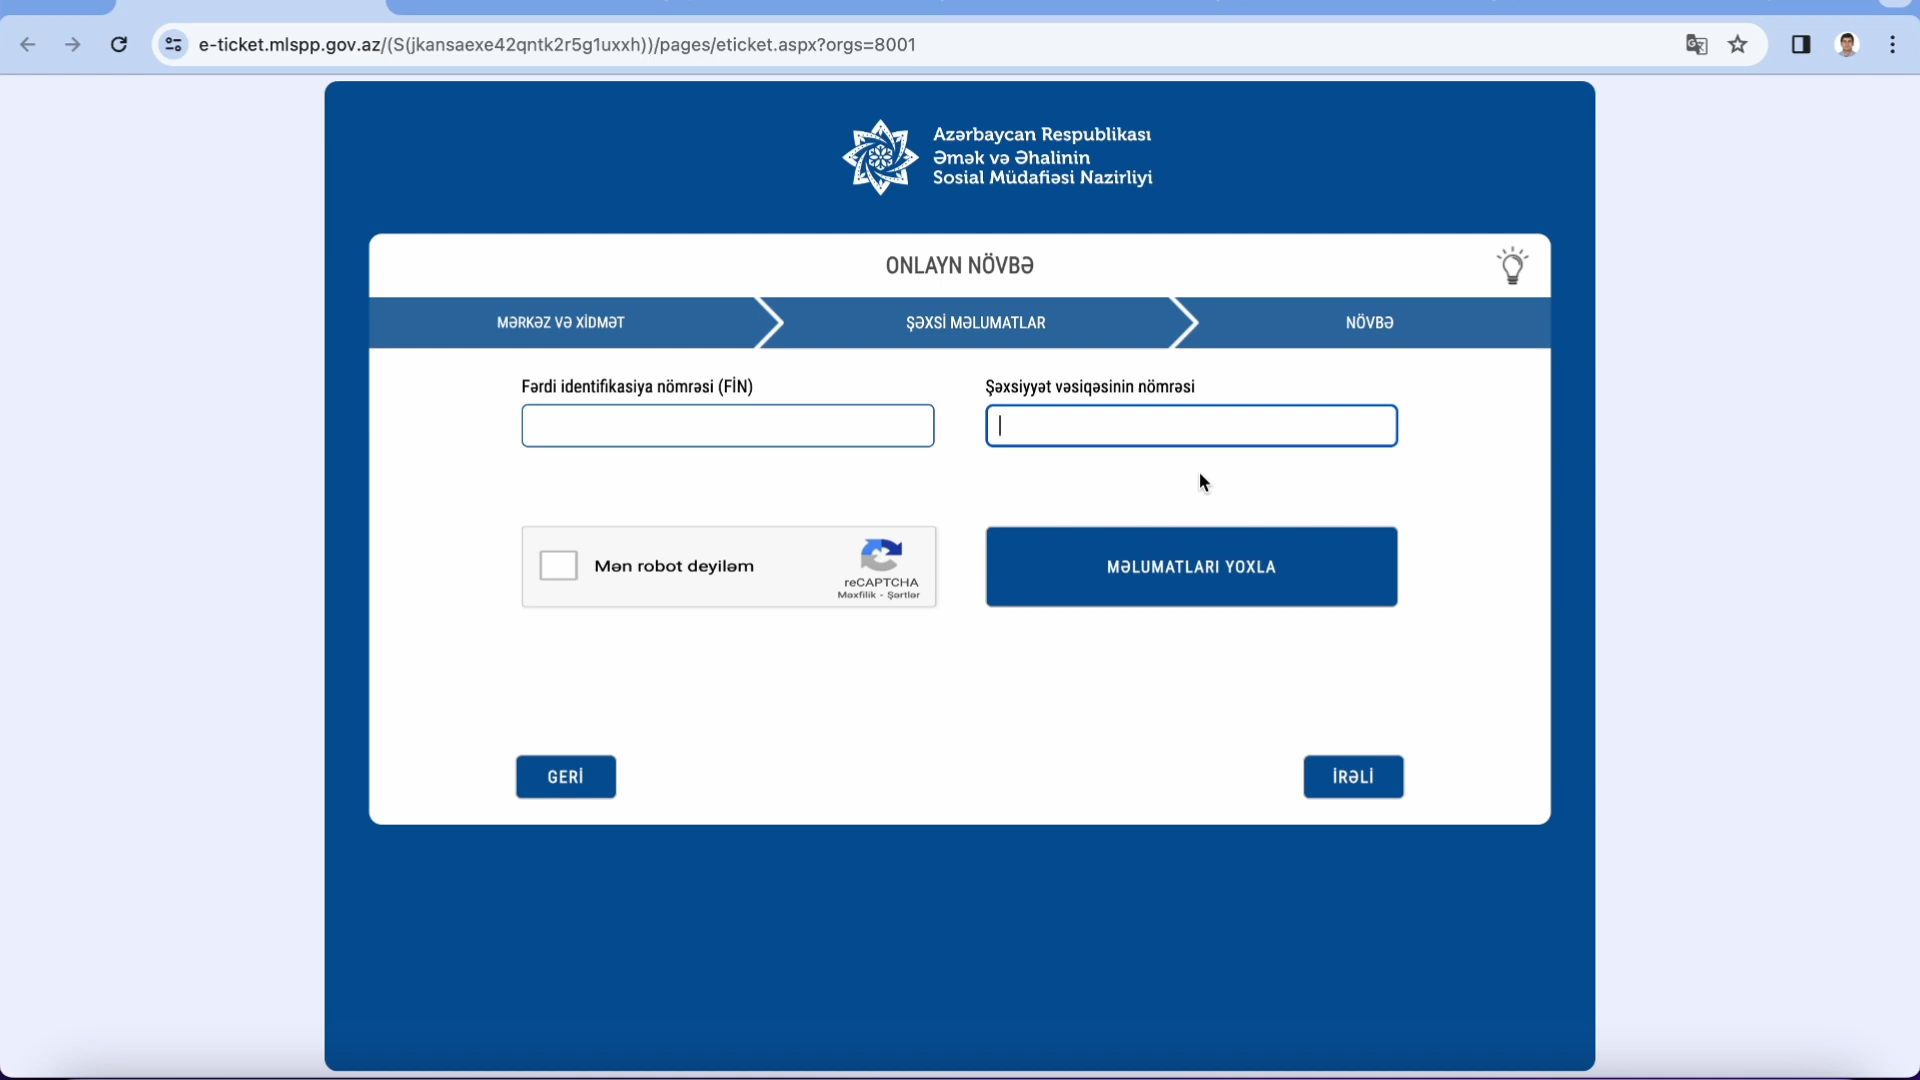 e-ticket.mlspp.gov.az/(S(jkansaexe42qntk2r5g1uxxh))/pages/eticket.aspx?orgs=8001
Azərbaycan Respublikası
Əmək və Əhalinin
Sosial Müdafiəsi Nazirliyi
ONLAYN NÖVBƏ
MƏRKƏZ VƏ XİDMƏT
ŞƏXSİ MƏLUMATLAR
NÖVBƏ
Fərdi identifikasiya nömrəsi (FİN)
Şəxsiyyət vəsiqəsinin nömrəsi
Mən robot deyiləm
reCAPTCHA
Məxfilik - Şərtlər
MƏLUMATLARI YOXLA
GERİ
İRƏLİ